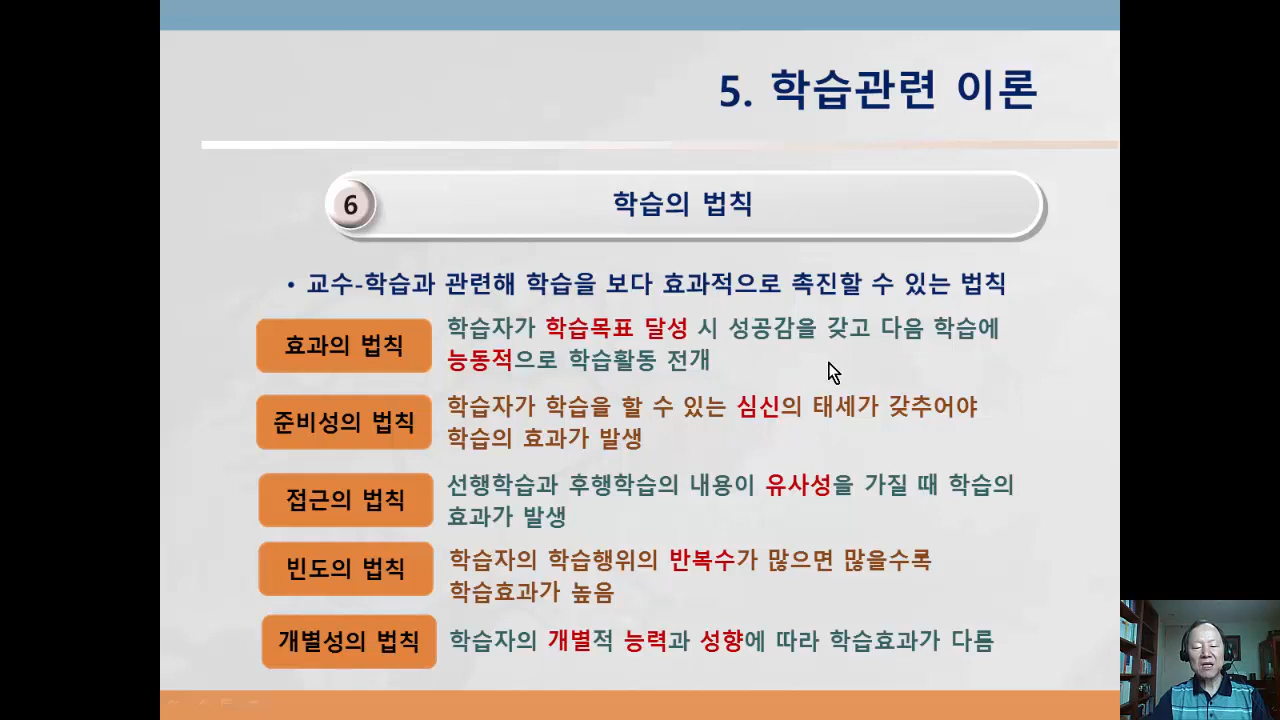 5. 학습관련 이론
6 학습의 법칙
• 교수-학습과 관련해 학습을 보다 효과적으로 촉진할 수 있는 법칙
효과의 법칙
학습자가 학습목표 달성 시 성공감을 갖고 다음 학습에
능동적으로 학습활동 전개
준비성의 법칙
학습자가 학습을 할 수 있는 심신의 태세가 갖추어야
학습의 효과가 발생
접근의 법칙
선행학습과 후행학습의 내용이 유사성을 가질 때 학습의
효과가 발생
빈도의 법칙
학습자의 학습행위의 반복수가 많으면 많을수록
학습효과가 높음
개별성의 법칙
학습자의 개별적 능력과 성향에 따라 학습효과가 다름